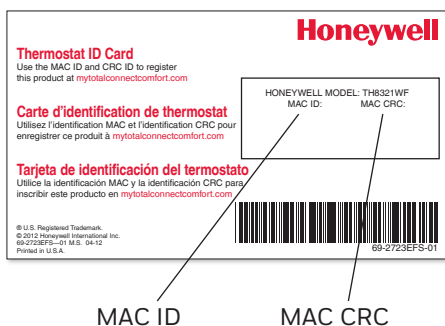 Honeywell
Thermostat ID Card
Use the MAC ID and CRC ID to register
this product at mytotalconnectcomfort.com
HONEYWELL MODEL: TH8321WF
MAC ID: MAC CRC:
Carte d'identification de thermostat
Utilisez l'identification MAC et l'identification CRC pour
enregistrer ce produit à mytotalconnectcomfort.com
Tarjeta de identificación del termostato
Utilice la identificación MAC y la identificación CRC para
inscribir este producto en mytotalconnectcomfort.com
® U.S. Registered Trademark.
© 2012 Honeywell International Inc.
69-2723EFS—01 M.S. 04-12
Printed in U.S.A.
69-2723EFS-01
MAC ID MAC CRC